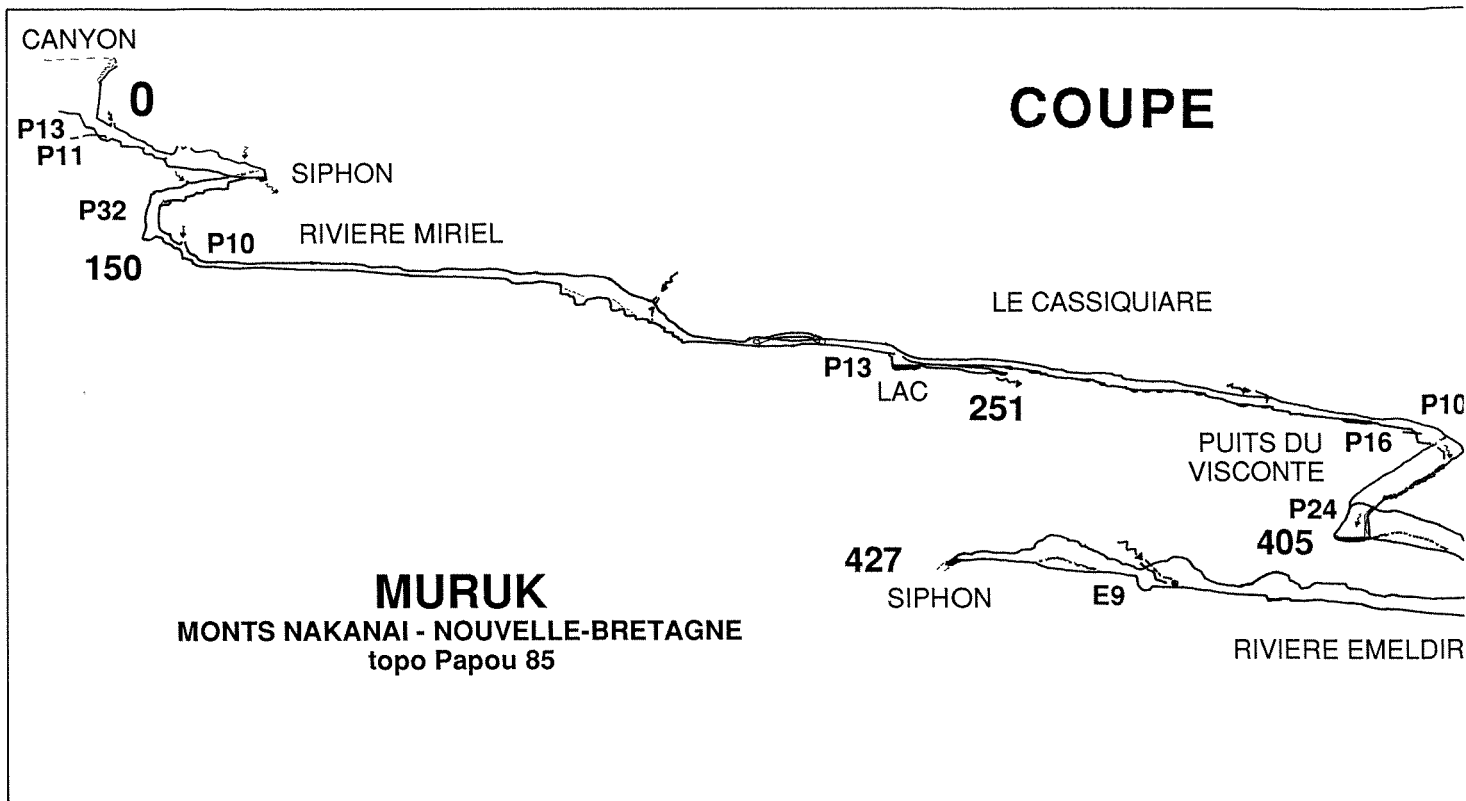 CANYON
0
COUPE
P13
P11
SIPHON
P32
P10
RIVIERE MIRIEL
150
LE CASSIQUIARE
P13
LAC
251
P10
P16
PUITS DU
VISCONTE
P24
405
427
SIPHON
E9
MURUK
MONTS NAKANAI - NOUVELLE-BRETAGNE
topo Papou 85
RIVIERE EMELDIR